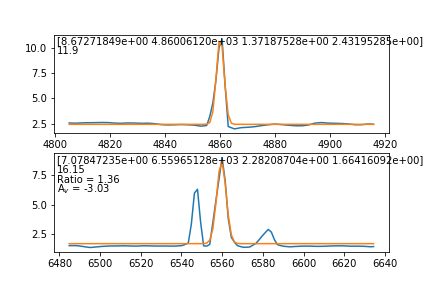 [8.67271849e+00 4.86006120e+03 1.37187528e+00 2.43195285e+00]
11.9
10.0
7.5
5.0
2.5
4800 4820 4840 4860 4880 4900 4920
[7.07847235e+00 6.55965128e+03 2.28208704e+00 1.66416092e+00]
16.15
Ratio = 1.36
Aᵥ = -3.03
7.5
5.0
2.5
6480 6500 6520 6540 6560 6580 6600 6620 6640